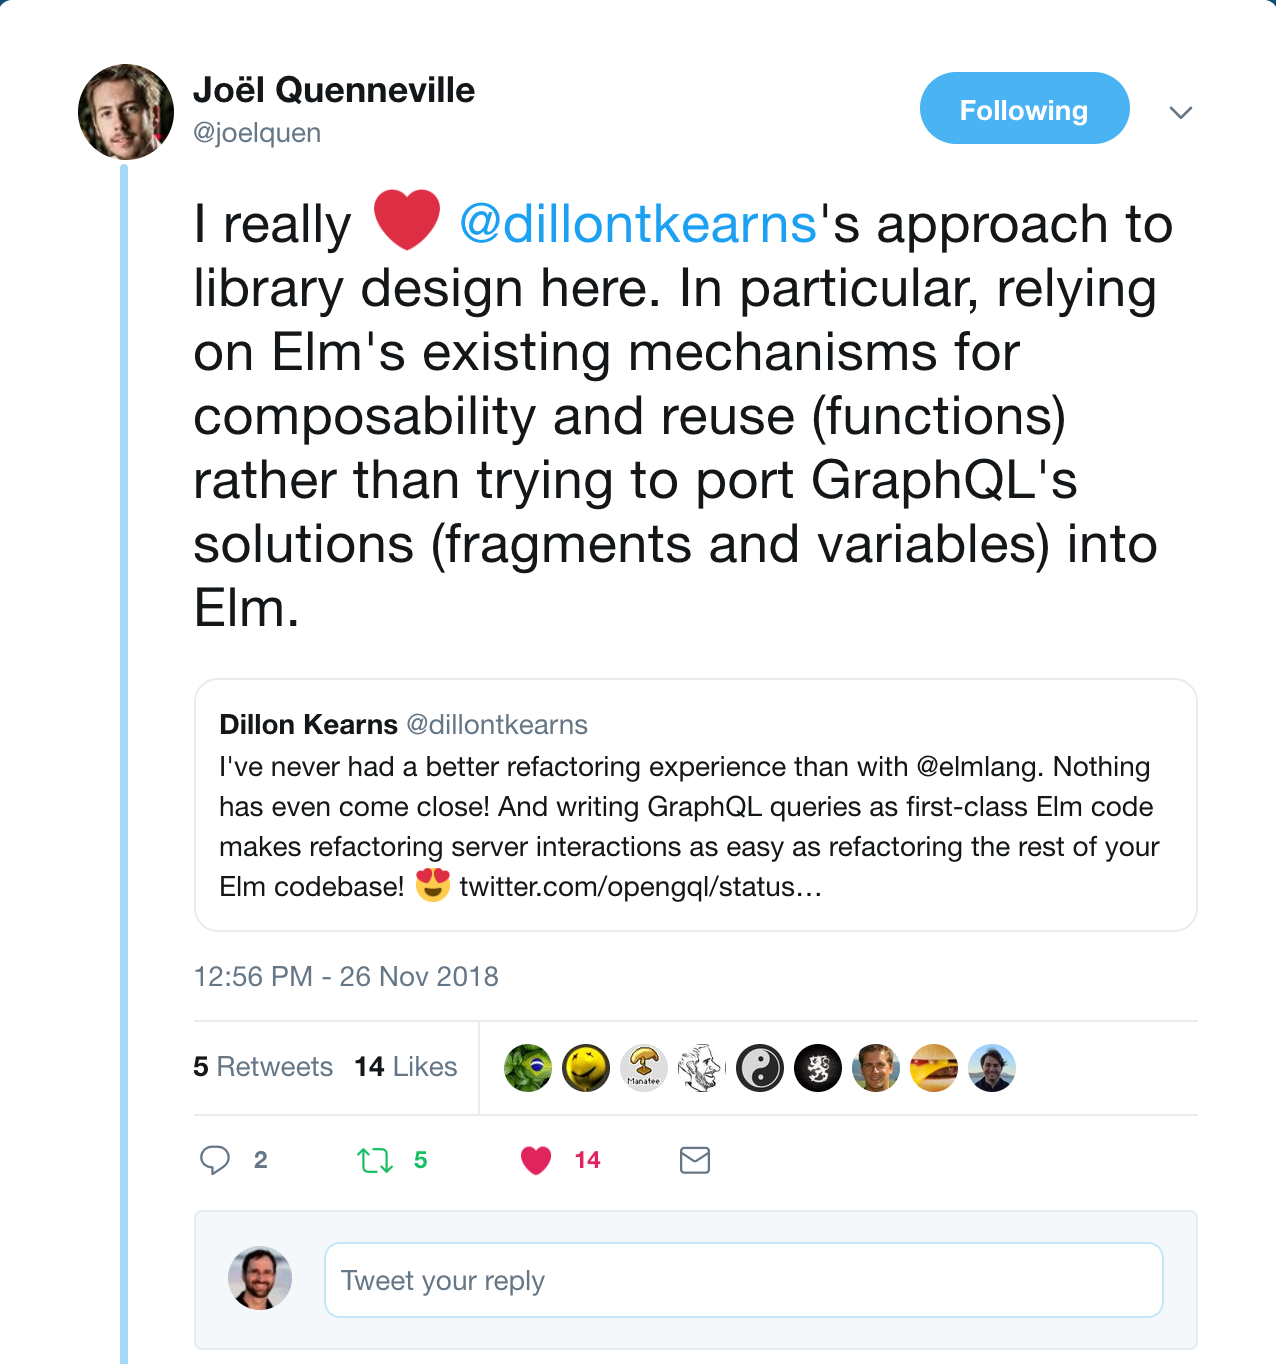 Joël Quenneville
@joelquen
Following
I really ❤️ @dillontkearns's approach to
library design here. In particular, relying
on Elm's existing mechanisms for
composability and reuse (functions)
rather than trying to port GraphQL's
solutions (fragments and variables) into
Elm.
Dillon Kearns @dillontkearns
I've never had a better refactoring experience than with @elmlang. Nothing
has even come close! And writing GraphQL queries as first-class Elm code
makes refactoring server interactions as easy as refactoring the rest of your
Elm codebase! 😍 twitter.com/opengql/status…
12:56 PM - 26 Nov 2018
5 Retweets 14 Likes
Manatee
2 5 14
Tweet your reply